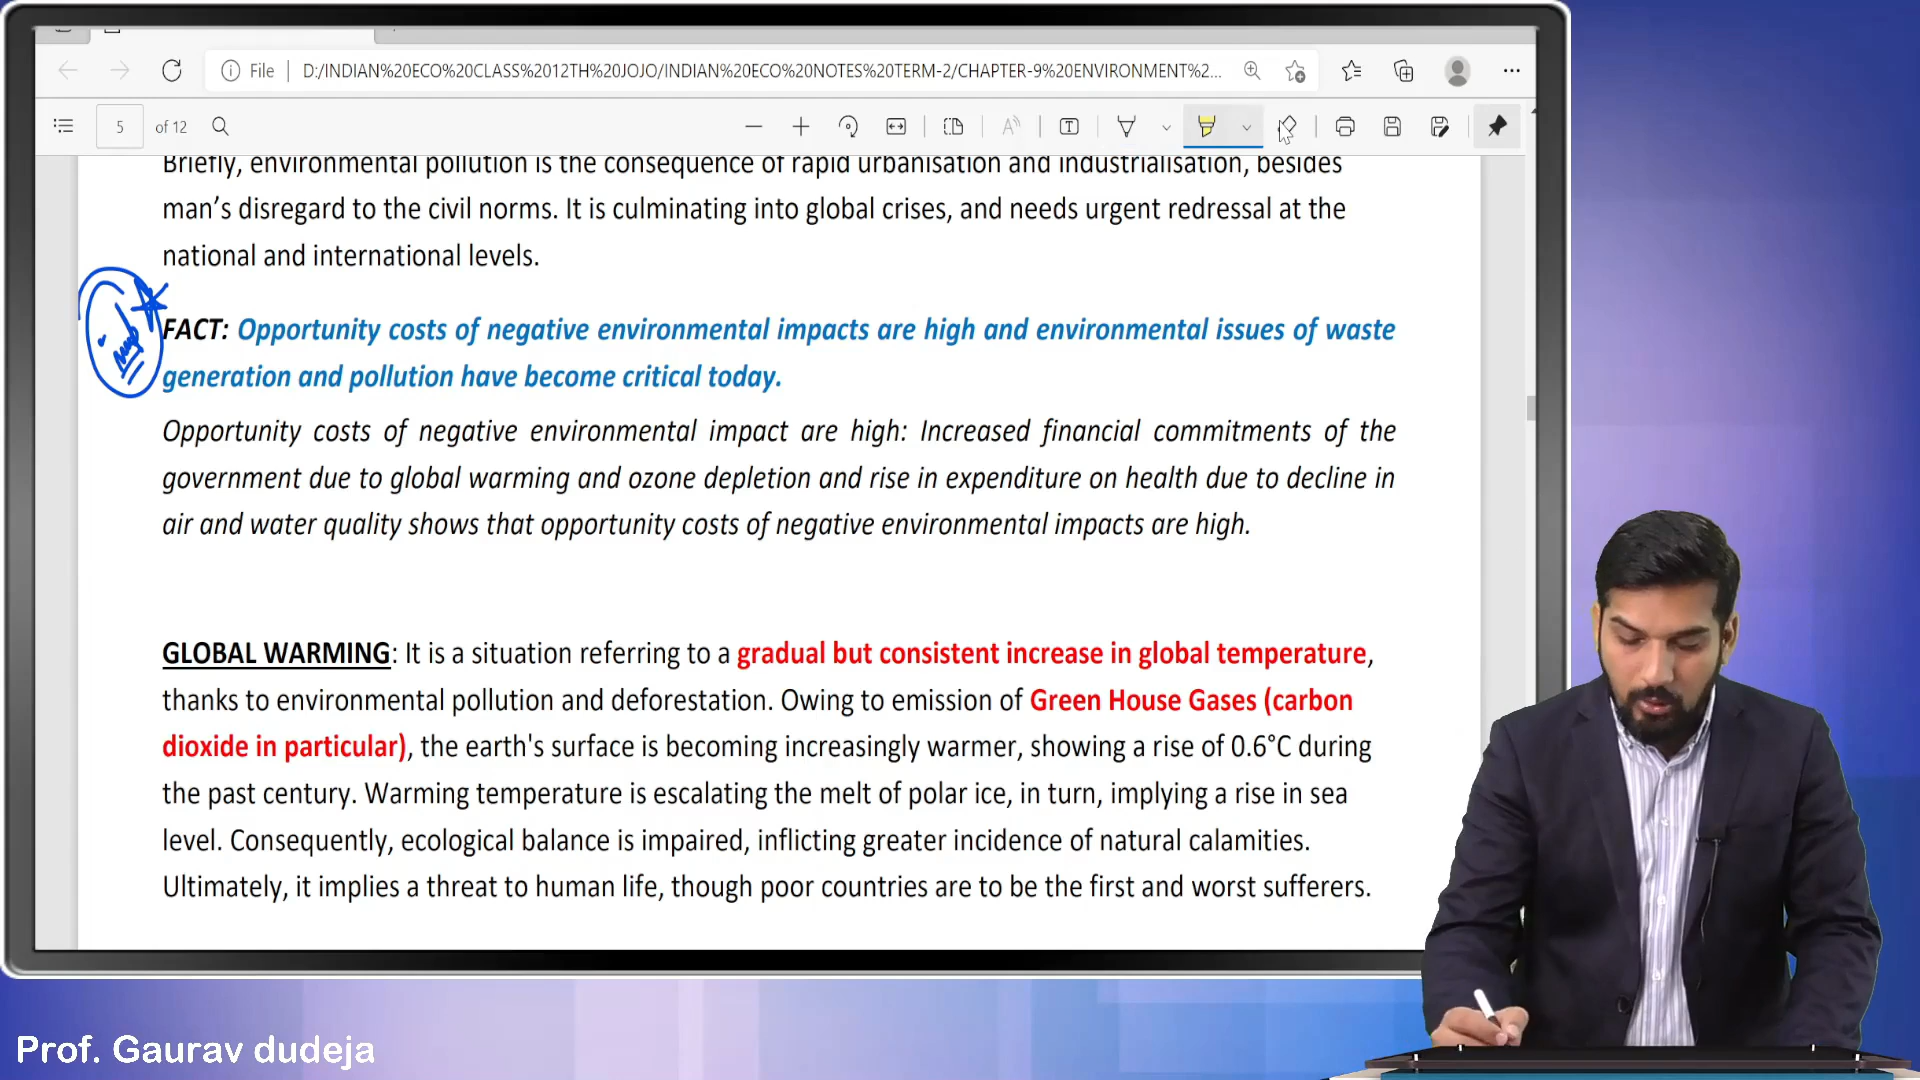 File D:/INDIAN%20ECO%20CLASS%2012TH%20JOJO/INDIAN%20ECO%20NOTES%20TERM-2/CHAPTER-9%20ENVIRONMENT%2...
5 of 12
Briefly, environmental pollution is the consequence of rapid urbanisation and industrialisation, besides
man’s disregard to the civil norms. It is culminating into global crises, and needs urgent redressal at the
national and international levels.
FACT: Opportunity costs of negative environmental impacts are high and environmental issues of waste
generation and pollution have become critical today.
Opportunity costs of negative environmental impact are high: Increased financial commitments of the
government due to global warming and ozone depletion and rise in expenditure on health due to decline in
air and water quality shows that opportunity costs of negative environmental impacts are high.
GLOBAL WARMING: It is a situation referring to a gradual but consistent increase in global temperature,
thanks to environmental pollution and deforestation. Owing to emission of Green House Gases (carbon
dioxide in particular), the earth's surface is becoming increasingly warmer, showing a rise of 0.6°C during
the past century. Warming temperature is escalating the melt of polar ice, in turn, implying a rise in sea
level. Consequently, ecological balance is impaired, inflicting greater incidence of natural calamities.
Ultimately, it implies a threat to human life, though poor countries are to be the first and worst sufferers.
Prof. Gaurav dudeja